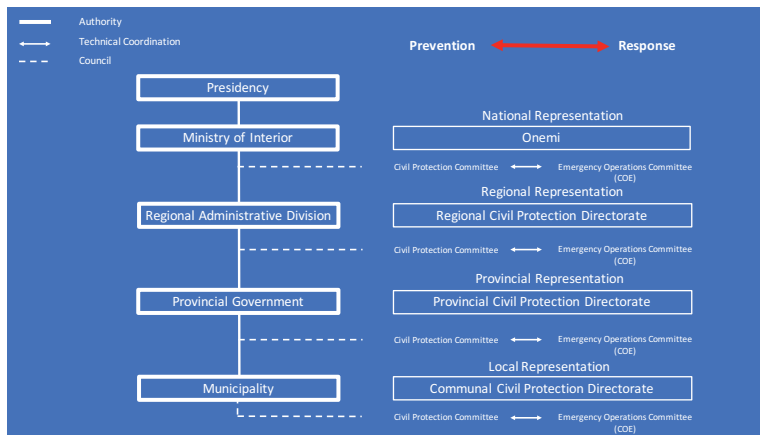 Authority
Technical Coordination
Council
Prevention
Response
Presidency
National Representation
Ministry of Interior
Onemi
Civil Protection Committee
Emergency Operations Committee
(COE)
Regional Representation
Regional Administrative Division
Regional Civil Protection Directorate
Civil Protection Committee
Emergency Operations Committee
(COE)
Provincial Representation
Provincial Government
Provincial Civil Protection Directorate
Civil Protection Committee
Emergency Operations Committee
(COE)
Local Representation
Municipality
Communal Civil Protection Directorate
Civil Protection Committee
Emergency Operations Committee
(COE)